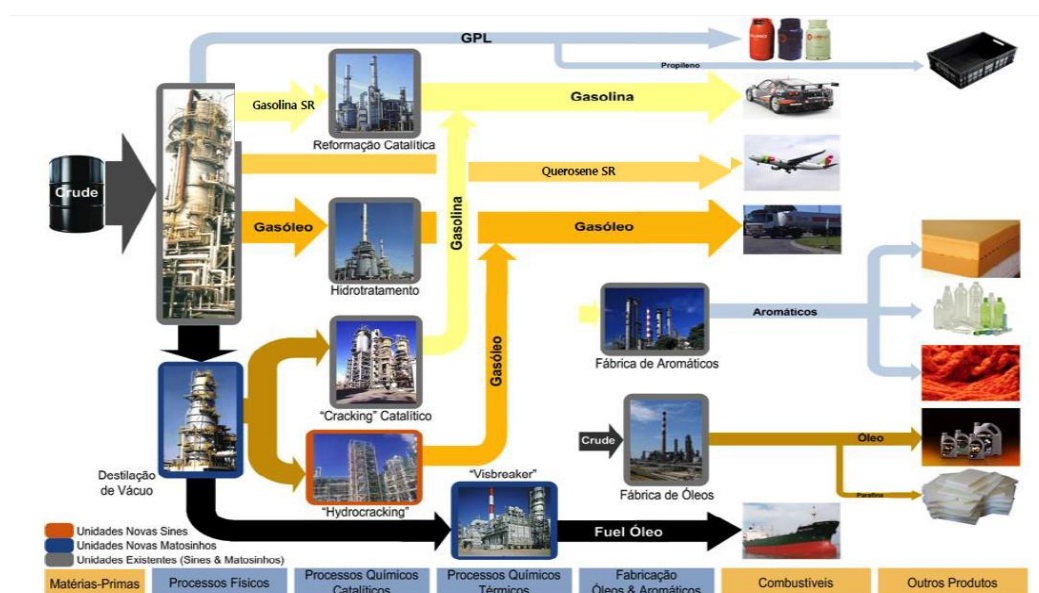 GPL
Propileno
Gasolina SR
Gasolina
Reformação Catalítica
Crude
Querosene SR
Gasolina
Gasóleo
Gasóleo
Hidrotratamento
Gasóleo
Aromáticos
Fábrica de Aromáticos
"Cracking" Catalítico
Destilação
de Vácuo
"Hydrocracking"
"Visbreaker"
Crude
Óleo
Fábrica de Óleos
Parafina
Fuel Óleo
Unidades Novas Sines
Unidades Novas Matosinhos
Unidades Existentes (Sines & Matosinhos)
Matérias-Primas
Processos Físicos
Processos Químicos
Catalíticos
Processos Químicos
Térmicos
Fabricação
Óleos & Aromáticos
Combustíveis
Outros Produtos